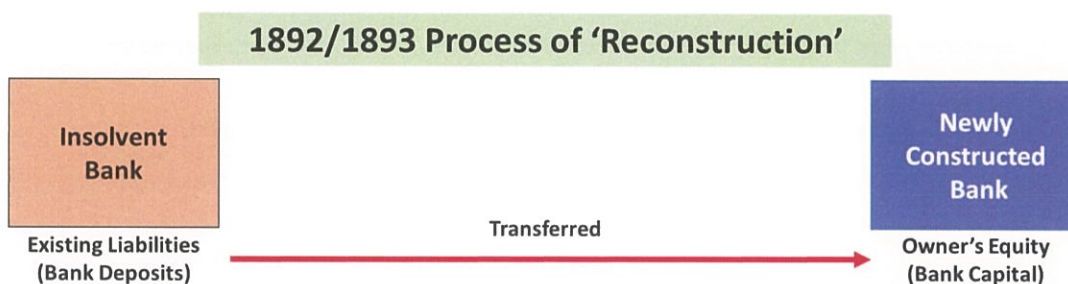 1892/1893 Process of ‘Reconstruction’
Insolvent
Bank
Existing Liabilities
(Bank Deposits)
Transferred
Newly
Constructed
Bank
Owner’s Equity
(Bank Capital)